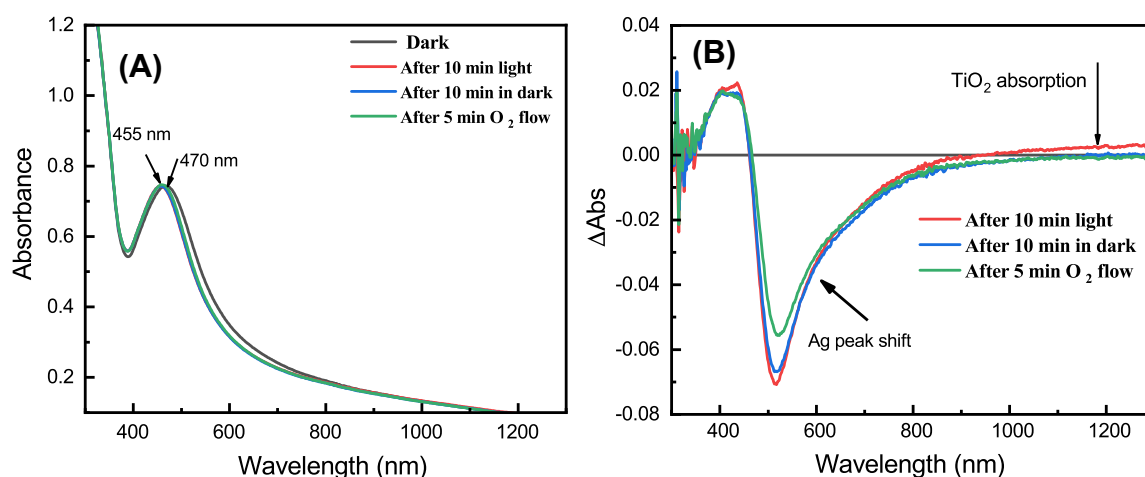 (A)
Dark
After 10 min light
After 10 min in dark
After 5 min O₂ flow
455 nm
470 nm
Absorbance
1.2
1.0
0.8
0.6
0.4
0.2
400
600
800
1000
1200
Wavelength (nm)
(B)
TiO₂ absorption
After 10 min light
After 10 min in dark
After 5 min O₂ flow
Ag peak shift
ΔAbs
0.04
0.02
0.00
-0.02
-0.04
-0.06
-0.08
400
600
800
1000
1200
Wavelength (nm)